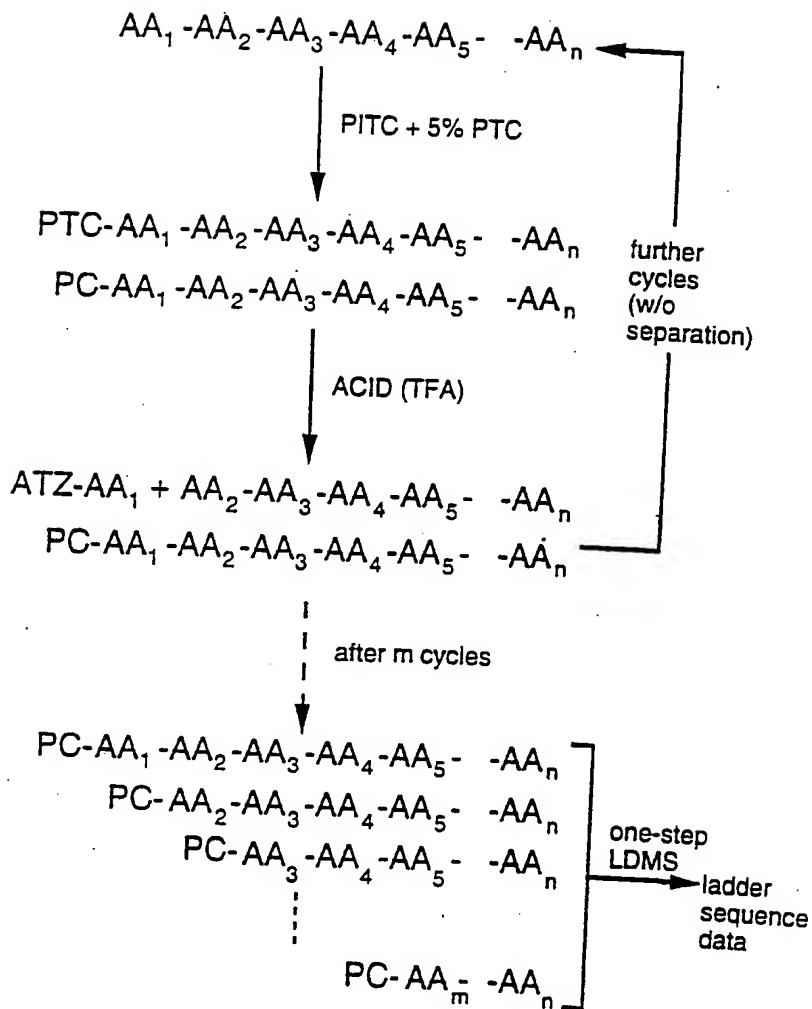 AA1 -AA2-AA3-AA4-AA5- -AAn
PITC + 5% PTC
PTC-AA1 -AA2-AA3-AA4-AA5- -AAn
PC-AA1 -AA2-AA3-AA4-AA5- -AAn
further
cycles
(w/o
separation)
ACID (TFA)
ATZ-AA1 + AA2-AA3-AA4-AA5- -AAn
PC-AA1 -AA2-AA3-AA4-AA5- -AAn
after m cycles
PC-AA1 -AA2-AA3-AA4-AA5- -AAn
PC-AA2-AA3-AA4-AA5- -AAn
PC-AA3 -AA4 -AA5- -AAn
one-step
LDMS
ladder
sequence
data
PC- AAm- -AAn